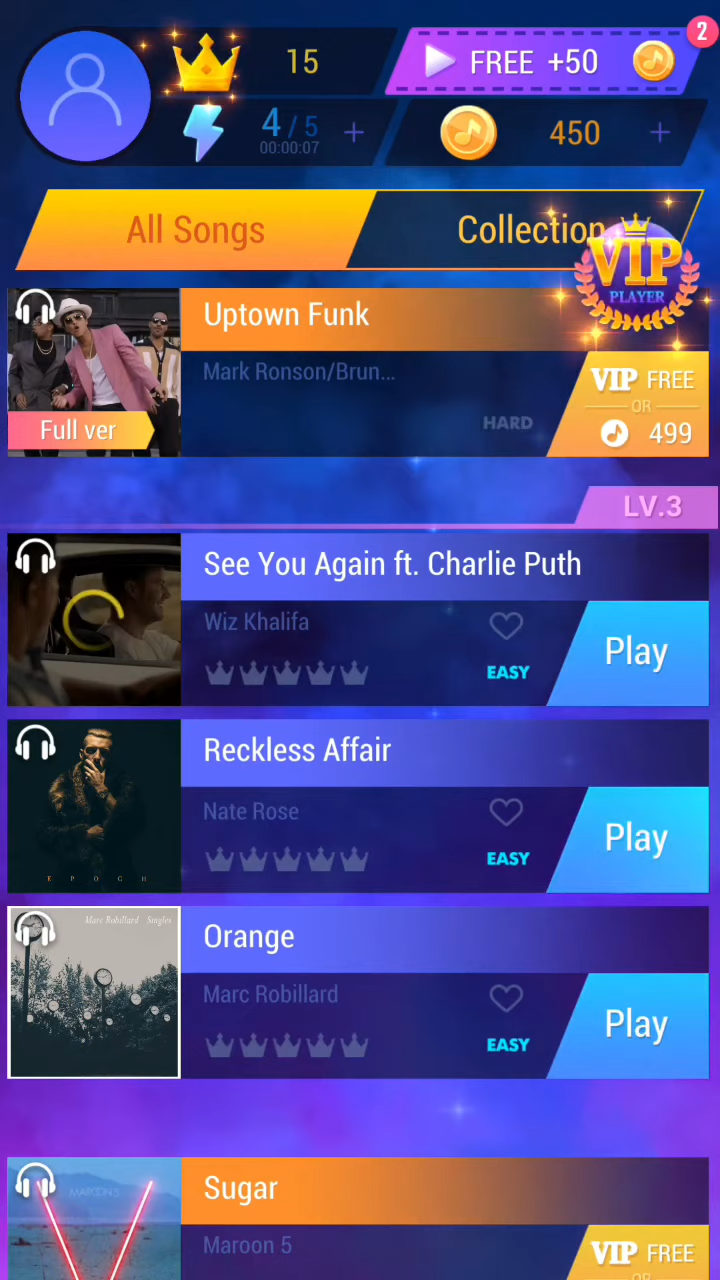 2
15
FREE +50
4 / 5
00:00:07
+
450
+
All Songs
Collection
VIP
PLAYER
Uptown Funk
Mark Ronson/Brun...
HARD
VIP FREE
OR
499
Full ver
LV.3
See You Again ft. Charlie Puth
Wiz Khalifa
EASY
Play
Reckless Affair
Nate Rose
EASY
Play
E P O C H
Marc Robillard Singles
Orange
Marc Robillard
EASY
Play
MAROON 5
Sugar
Maroon 5
VIP FREE
OR